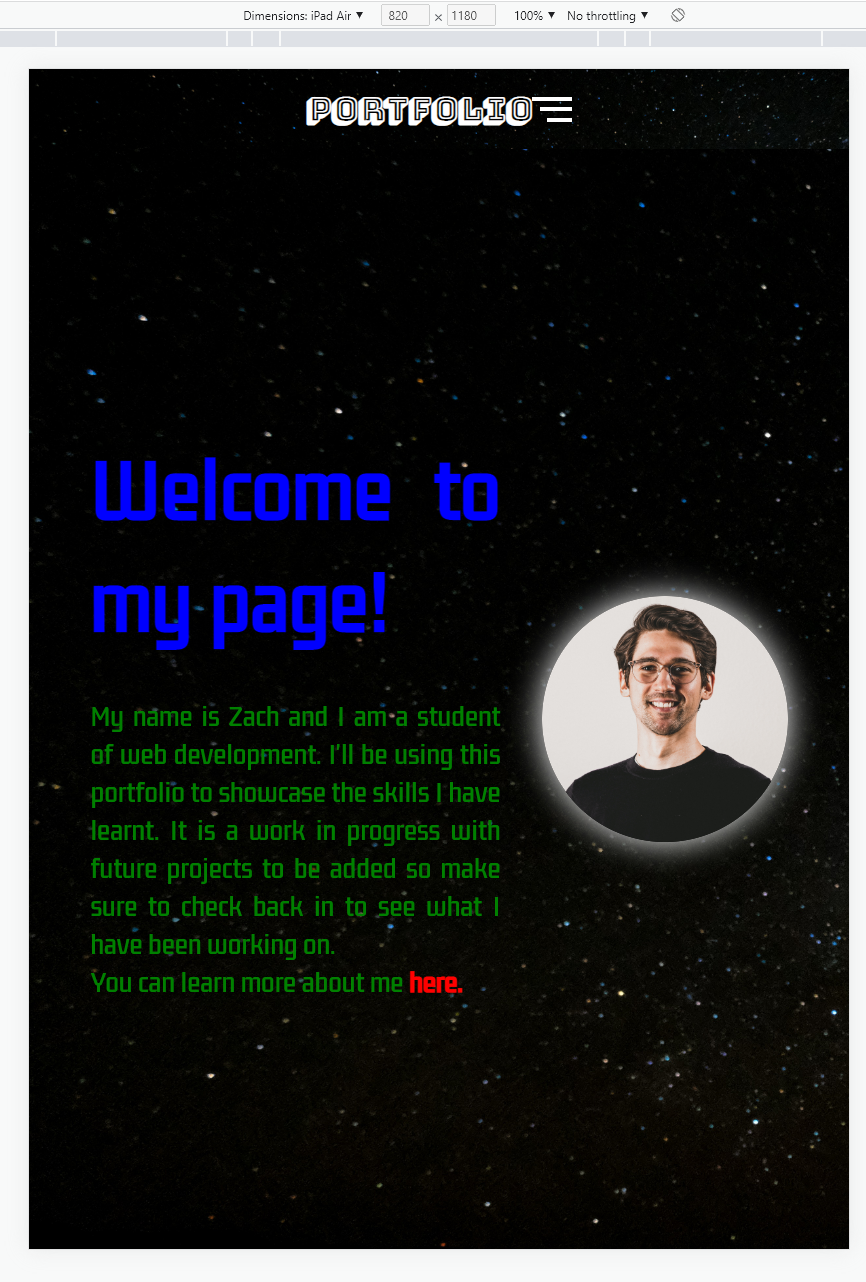 Dimensions: iPad Air ▼ 820 × 1180 100% ▼ No throttling ▼
PORTFOLIO
Welcome to
my page!
My name is Zach and I am a student
of web development. I'll be using this
portfolio to showcase the skills I have
learnt. It is a work in progress with
future projects to be added so make
sure to check back in to see what I
have been working on.
You can learn more about me here.